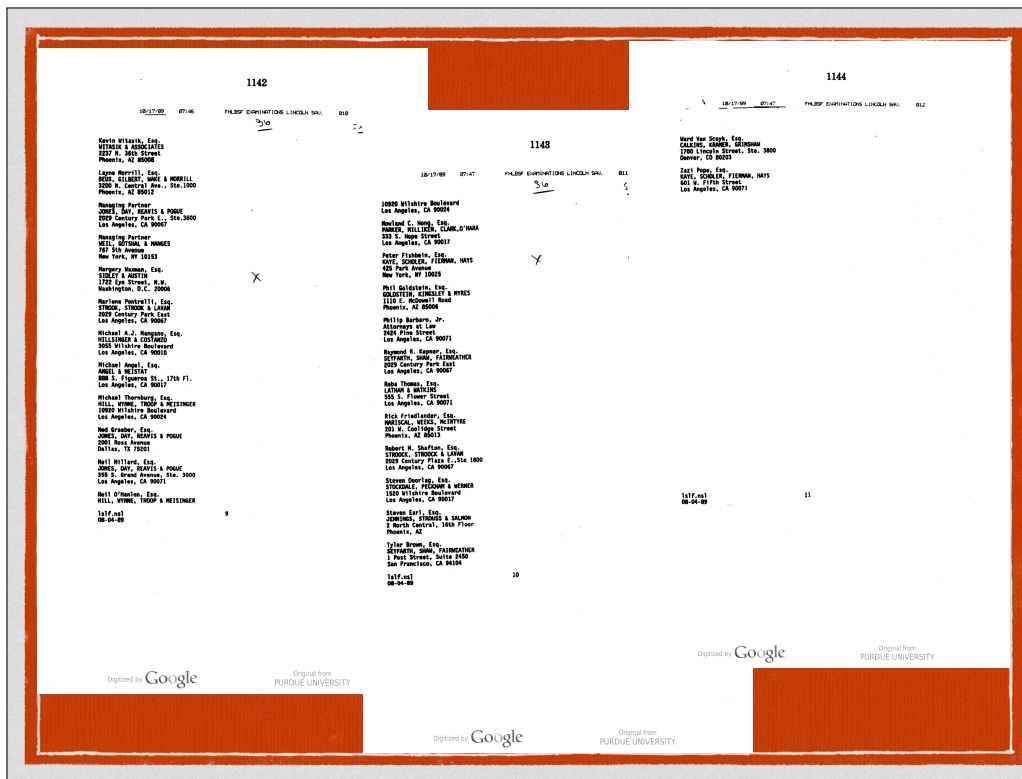 1142
10/17/89 07:46 FHLBSF EXAMINATIONS LINCOLN SAV. 010
36
Kevin Witasik, Esq.
WITASIK & ASSOCIATES
2237 N. 36th Street
Phoenix, AZ 85008
Layne Morrill, Esq.
BEUS, GILBERT, WAKE & MORRILL
3200 N. Central Ave., Ste.1000
Phoenix, AZ 85012
Managing Partner
JONES, DAY, REAVIS & POGUE
2029 Century Park E., Ste.3600
Los Angeles, CA 90067
Managing Partner
WEIL, GOTSHAL & MANGES
767 5th Avenue
New York, NY 10153
Margery Waxman, Esq.
SIDLEY & AUSTIN
1722 Eye Street, N.W.
Washington, D.C. 20006
X
Marlene Pontrelli, Esq.
STROOK, STROOK & LAVAN
2029 Century Park East
Los Angeles, CA 90067
Michael A.J. Nangano, Esq.
HILLSINGER & COSTANZO
3055 Wilshire Boulevard
Los Angeles, CA 90010
Michael Angel, Esq.
ANGEL & NEISTAT
888 S. Figueroa St., 17th Fl.
Los Angeles, CA 90017
Michael Thornburg, Esq.
HILL, WYNNE, TROOP & MEISINGER
10920 Wilshire Boulevard
Los Angeles, CA 90024
Ned Graeber, Esq.
JONES, DAY, REAVIS & POGUE
2001 Ross Avenue
Dallas, TX 75201
Neil Millard, Esq.
JONES, DAY, REAVIS & POGUE
355 S. Grand Avenue, Ste. 3000
Los Angeles, CA 90071
Neil O'Hanlon, Esq.
HILL, WYNNE, TROOP & MEISINGER
lslf.nsl 9
08-04-89
Digitized by Google
Original from
PURDUE UNIVERSITY
1143
10/17/89 07:47 FHLBSF EXAMINATIONS LINCOLN SAV. 011
36
10920 Wilshire Boulevard
Los Angeles, CA 90024
Nowland C. Hong, Esq.
PARKER, MILLIKEN, CLARK,O'HARA
333 S. Hope Street
Los Angeles, CA 90017
Peter Fishbein, Esq.
KAYE, SCHOLER, FIERMAN, HAYS
425 Park Avenue
New York, NY 10025
X
Phil Goldstein, Esq.
GOLDSTEIN, KINGSLEY & MYRES
1110 E. McDowell Road
Phoenix, AZ 85006
Philip Barbaro, Jr.
Attorneys at Law
2424 Pine Street
Los Angeles, CA 90071
Raymond R. Kepner, Esq.
SEYFARTH, SHAW, FAIRWEATHER
2029 Century Park East
Los Angeles, CA 90067
Reba Thomas, Esq.
LATHAM & WATKINS
555 S. Flower Street
Los Angeles, CA 90071
Rick Friedlander, Esq.
MARISCAL, WEEKS, McINTYRE
201 W. Coolidge Street
Phoenix, AZ 85013
Robert M. Shafton, Esq.
STROOCK, STROOCK & LAVAN
2029 Century Plaza E.,Ste 1800
Los Angeles, CA 90067
Steven Doorlag, Esq.
STOCKDALE, PECKHAM & WERNER
1520 Wilshire Boulevard
Los Angeles, CA 90017
Steven Earl, Esq.
JENNINGS, STROUSS & SALMON
2 North Central, 16th Floor
Phoenix, AZ
Tyler Brown, Esq.
SEYFARTH, SHAW, FAIRWEATHER
1 Post Street, Suite 2450
San Francisco, CA 94104
lslf.nsl 10
08-04-89
Digitized by Google
Original from
PURDUE UNIVERSITY
1144
10/17/89 07:47 FHLBSF EXAMINATIONS LINCOLN SAV. 012
Ward Van Scoyk, Esq.
CALKINS, KRAMER, GRIMSHAW
1700 Lincoln Street, Ste. 3800
Denver, CO 80203
Zazi Pope, Esq.
KAYE, SCHOLER, FIERMAN, HAYS
601 W. Fifth Street
Los Angeles, CA 90071
lslf.nsl 11
08-04-89
Digitized by Google
Original from
PURDUE UNIVERSITY